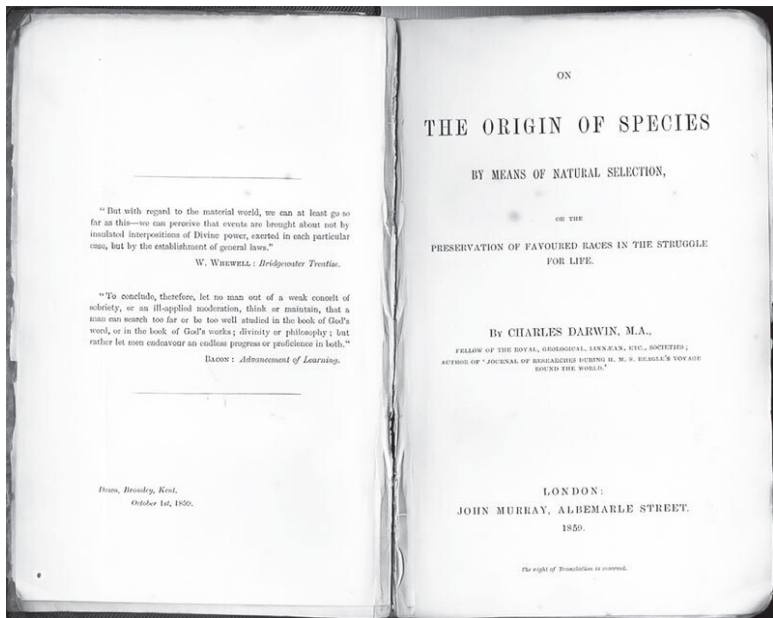 "But with regard to the material world, we can at least go so
far as this—we can perceive that events are brought about not by
insulated interpositions of Divine power, exerted in each particular
case, but by the establishment of general laws."
W. WHEWELL: Bridgewater Treatise.
"To conclude, therefore, let no man out of a weak conceit of
sobriety, or an ill-applied moderation, think or maintain, that a
man can search too far or be too well studied in the book of God's
word, or in the book of God's works; divinity or philosophy; but
rather let men endeavour an endless progress or proficience in both."
BACON: Advancement of Learning.
Down, Bromley, Kent,
October 1st, 1859.
ON
THE ORIGIN OF SPECIES
BY MEANS OF NATURAL SELECTION,
OR THE
PRESERVATION OF FAVOURED RACES IN THE STRUGGLE
FOR LIFE.
BY CHARLES DARWIN, M.A.,
FELLOW OF THE ROYAL, GEOLOGICAL, LINNÆAN, ETC., SOCIETIES;
AUTHOR OF 'JOURNAL OF RESEARCHES DURING H. M. S. BEAGLE'S VOYAGE
ROUND THE WORLD.'
LONDON:
JOHN MURRAY, ALBEMARLE STREET.
1859.
The right of Translation is reserved.